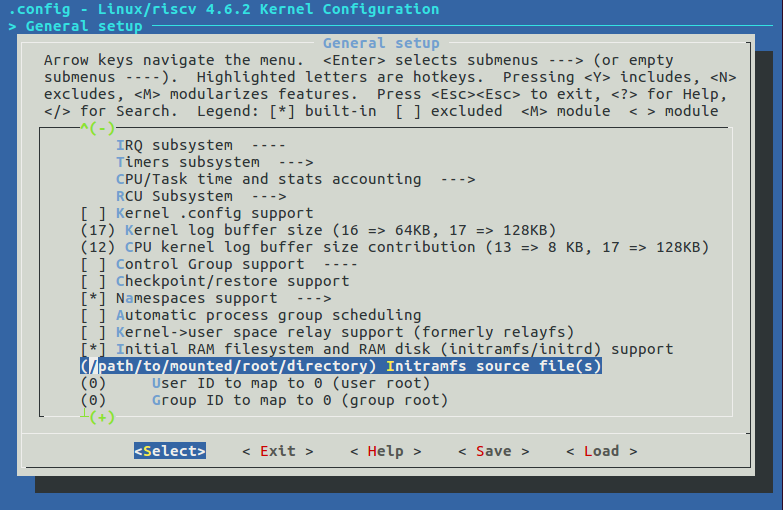 .config - Linux/riscv 4.6.2 Kernel Configuration
> General setup
General setup
Arrow keys navigate the menu.  <Enter> selects submenus ---> (or empty
submenus ----).  Highlighted letters are hotkeys.  Pressing <Y> includes, <N>
excludes, <M> modularizes features.  Press <Esc><Esc> to exit, <?> for Help,
</> for Search.  Legend: [*] built-in  [ ] excluded  <M> module  < > module
^(-)
IRQ subsystem  ----
Timers subsystem  --->
CPU/Task time and stats accounting  --->
RCU Subsystem  --->
[ ] Kernel .config support
(17) Kernel log buffer size (16 => 64KB, 17 => 128KB)
(12) CPU kernel log buffer size contribution (13 => 8 KB, 17 => 128KB)
[ ] Control Group support  ----
[ ] Checkpoint/restore support
[*] Namespaces support  --->
[ ] Automatic process group scheduling
[ ] Kernel->user space relay support (formerly relayfs)
[*] Initial RAM filesystem and RAM disk (initramfs/initrd) support
(/path/to/mounted/root/directory) Initramfs source file(s)
(0)     User ID to map to 0 (user root)
(0)     Group ID to map to 0 (group root)
(+)
<Select>    < Exit >    < Help >    < Save >    < Load >